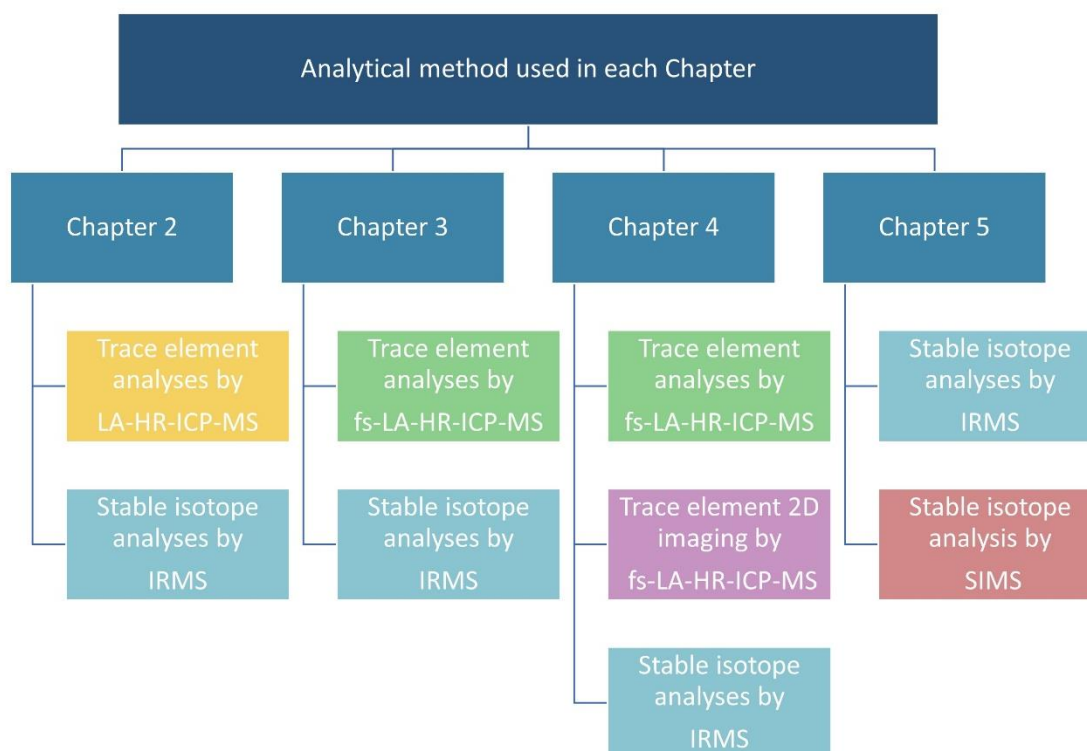 Analytical method used in each Chapter
Chapter 2
Chapter 3
Chapter 4
Chapter 5
Trace element
analyses by
LA-HR-ICP-MS
Stable isotope
analyses by
IRMS
Trace element
analyses by
fs-LA-HR-ICP-MS
Stable isotope
analyses by
IRMS
Trace element
analyses by
fs-LA-HR-ICP-MS
Trace element 2D
imaging by
fs-LA-HR-ICP-MS
Stable isotope
analyses by
IRMS
Stable isotope
analyses by
IRMS
Stable isotope
analysis by
SIMS